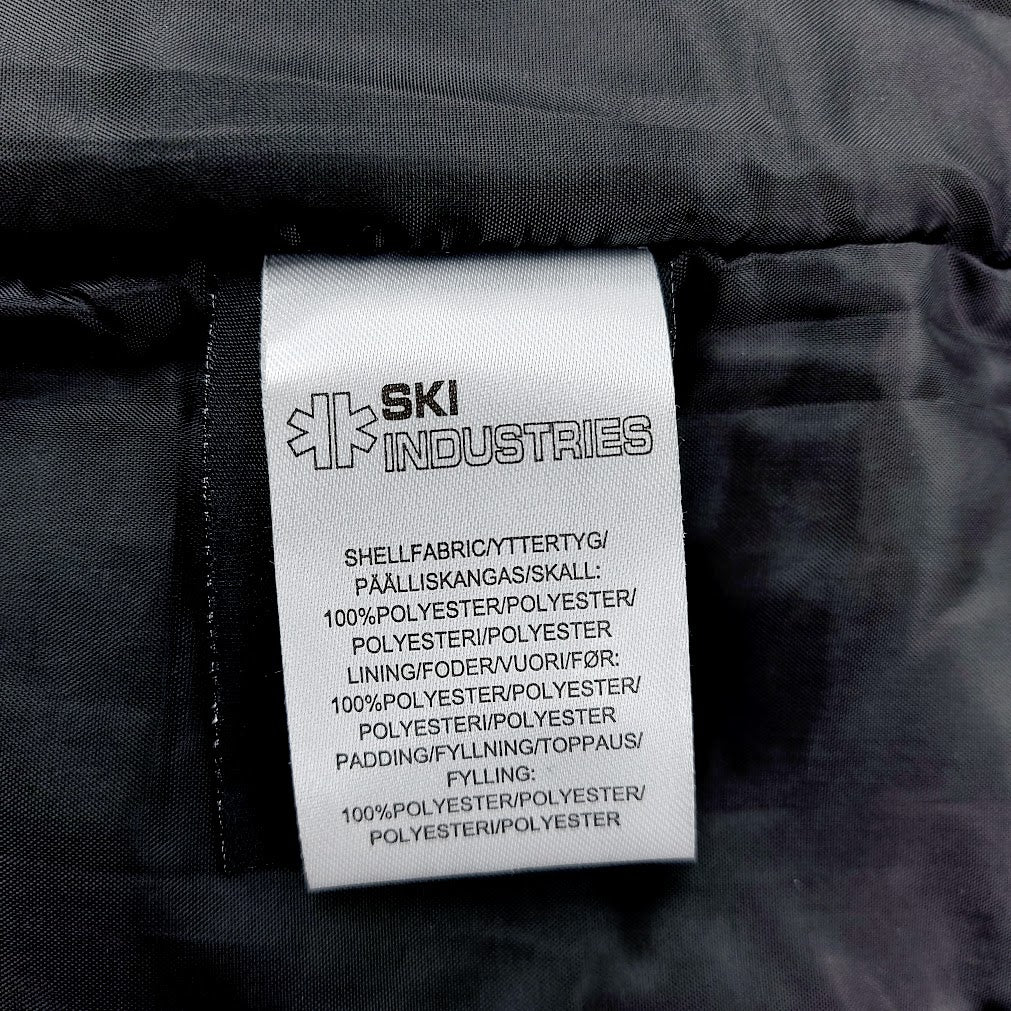 SKI
INDUSTRIES
SHELLFABRIC/YTTERTYG/
PÄÄLLISKANGAS/SKALL:
100%POLYESTER/POLYESTER/
POLYESTERI/POLYESTER
LINING/FODER/VUORI/FØR:
100%POLYESTER/POLYESTER/
POLYESTERI/POLYESTER
PADDING/FYLLNING/TOPPAUS/
FYLLING:
100%POLYESTER/POLYESTER/
POLYESTERI/POLYESTER